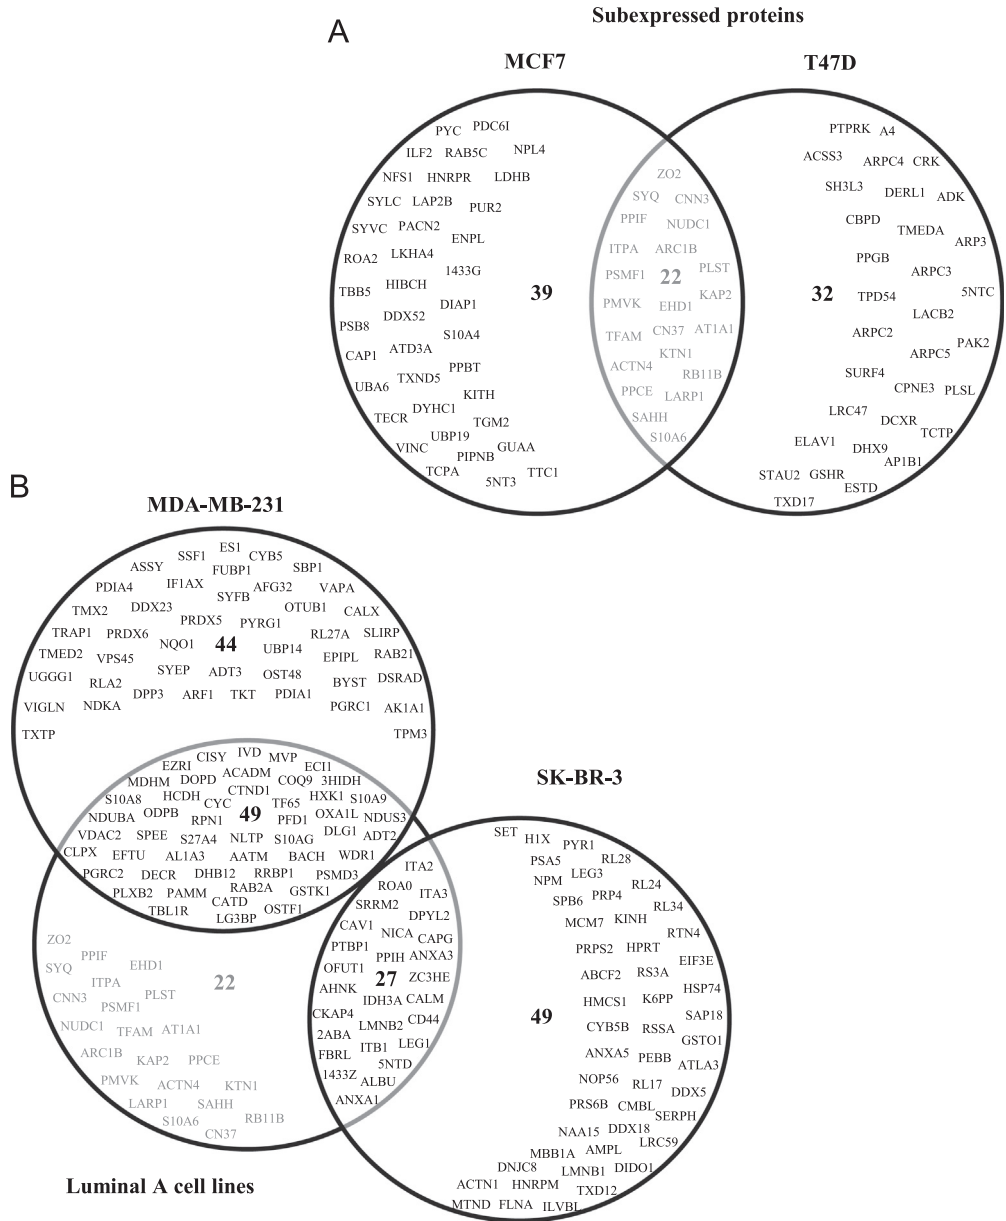 Subexpressed proteins
A
MCF7
T47D
PYC PDC6I
ILF2 RAB5C NPL4
NFS1 HNRPR LDHB
SYLC LAP2B PUR2
SYVC PACN2
ENPL
ROA2 LKHA4
1433G
TBB5 HIBCH
DIAP1
PSB8 DDX52
S10A4
CAP1 ATD3A
PPBT
UBA6 TXND5
KITH
TECR DYHC1
TGM2
VINC UBP19
GUAA
PIPNB
TCPA
5NT3 TTC1
39
ZO2
SYQ CNN3
PPIF NUDC1
ITPA ARC1B
PSMF1 22 PLST
PMVK EHD1 KAP2
TFAM CN37 AT1A1
KTN1
ACTN4 RB11B
PPCE LARP1
SAHH
S10A6
PTPRK A4
ACSS3 ARPC4 CRK
SH3L3 DERL1 ADK
CBPD TMEDA
ARP3
PPGB ARPC3
32 TPD54 5NTC
LACB2
ARPC2 PAK2
ARPC5
SURF4 CPNE3 PLSL
LRC47 DCXR
TCTP
ELAV1 DHX9
AP1B1
STAU2 GSHR
ESTD
TXD17
B
MDA-MB-231
ES1
SSF1 CYB5
ASSY FUBP1 SBP1
PDIA4 IF1AX AFG32 VAPA
SYFB
TMX2 DDX23 OTUB1 CALX
PRDX5 PYRG1
TRAP1 PRDX6 RL27A SLIRP
NQO1 44 UBP14
TMED2 VPS45 EPIPL RAB21
SYEP ADT3 OST48
UGGG1 RLA2 BYST DSRAD
DPP3 ARF1 TKT PDIA1
VIGLN NDKA PGRC1 AK1A1
TXTP TPM3
CISY IVD MVP
EZRI ECI1
MDHM DOPD ACADM COQ9 3HIDH
HCDH CTND1 HXK1
S10A8 CYC TF65 S10A9
NDUBA ODPB RPN1 49 PFD1 OXA1L NDUS3
VDAC2 SPEE S27A4 NLTP S10AG DLG1 ADT2
CLPX EFTU AL1A3 AATM BACH WDR1
PGRC2 DECR DHB12 RRBP1 PSMD3
PLXB2 PAMM RAB2A GSTK1
CATD
TBL1R LG3BP OSTF1
ZO2
PPIF
SYQ EHD1
ITPA 22
CNN3 PLST
PSMF1
NUDC1 TFAM AT1A1
ARC1B KAP2 PPCE
PMVK ACTN4 KTN1
LARP1 SAHH
S10A6 RB11B
CN37
Luminal A cell lines
ITA2
ROA0 ITA3
SRRM2
DPYL2
CAV1 NICA CAPG
PTBP1
PPIH ANXA3
OFUT1 27 ZC3HE
AHNK
IDH3A CALM
CKAP4
LMNB2 CD44
2ABA
ITB1 LEG1
FBRL
5NTD
1433Z ALBU
ANXA1
SK-BR-3
SET H1X PYR1
PSA5 RL28
LEG3
NPM RL24
SPB6 PRP4
RL34
MCM7 KINH
RTN4
PRPS2 HPRT
EIF3E
ABCF2 RS3A
HSP74
HMCS1 K6PP
SAP18
49 CYB5B RSSA
GSTO1
ANXA5 PEBB
ATLA3
NOP56 RL17
DDX5
PRS6B CMBL
SERPH
NAA15 DDX18
LRC59
MBB1A AMPL
DNJC8 LMNB1 DIDO1
ACTN1 HNRPM TXD12
MTND FLNA ILVBL